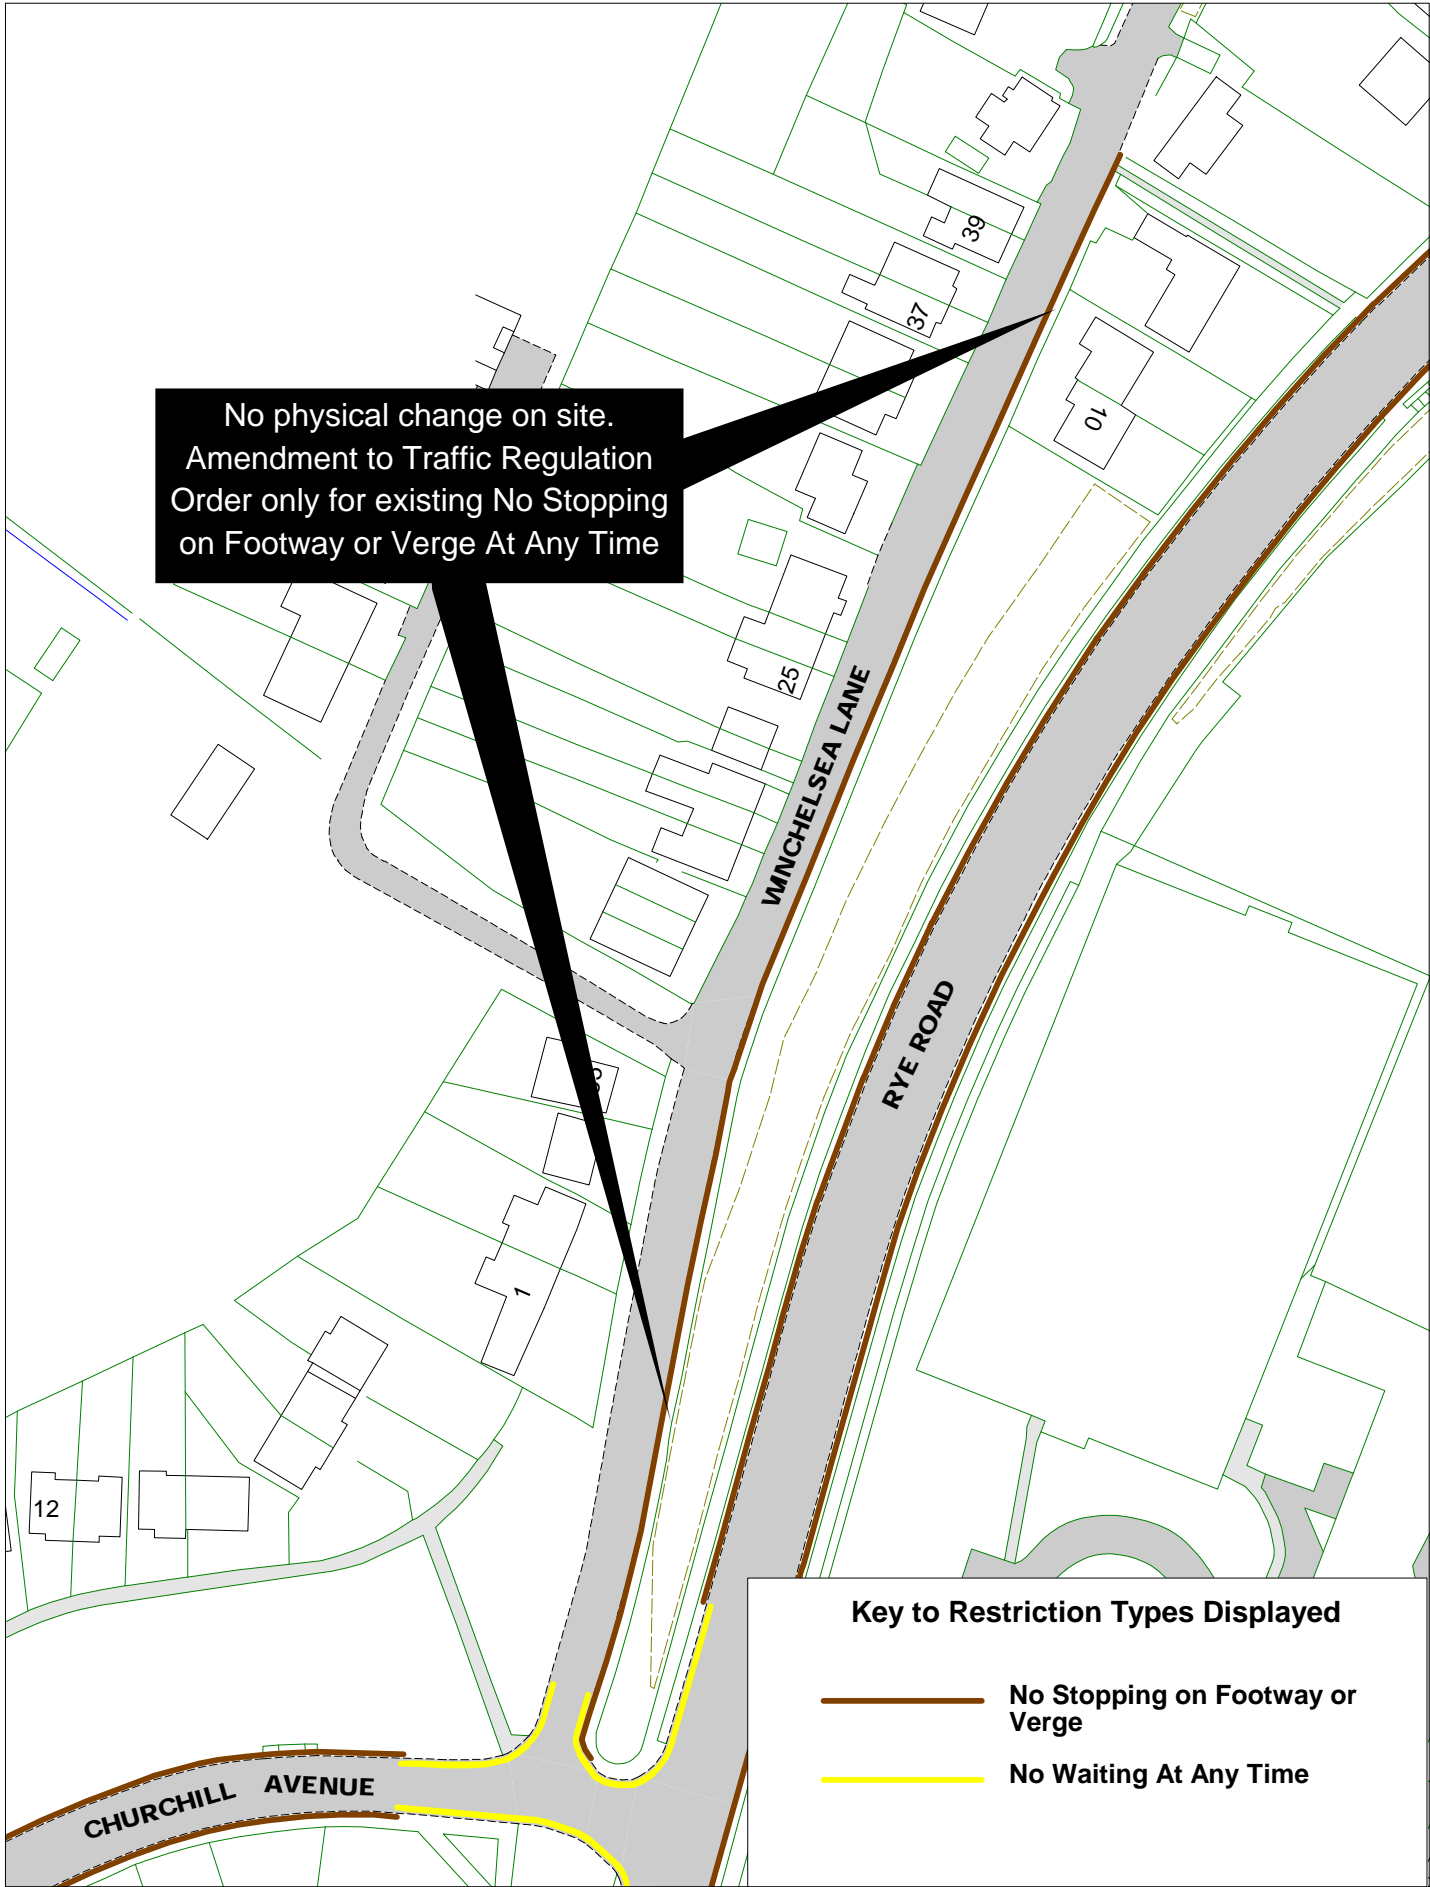 39
37
10
No physical change on site.
Amendment to Traffic Regulation
Order only for existing No Stopping
on Footway or Verge At Any Time
25
WINCHELSEA LANE
RYE ROAD
1
12
Key to Restriction Types Displayed
No Stopping on Footway or
Verge
No Waiting At Any Time
CHURCHILL AVENUE